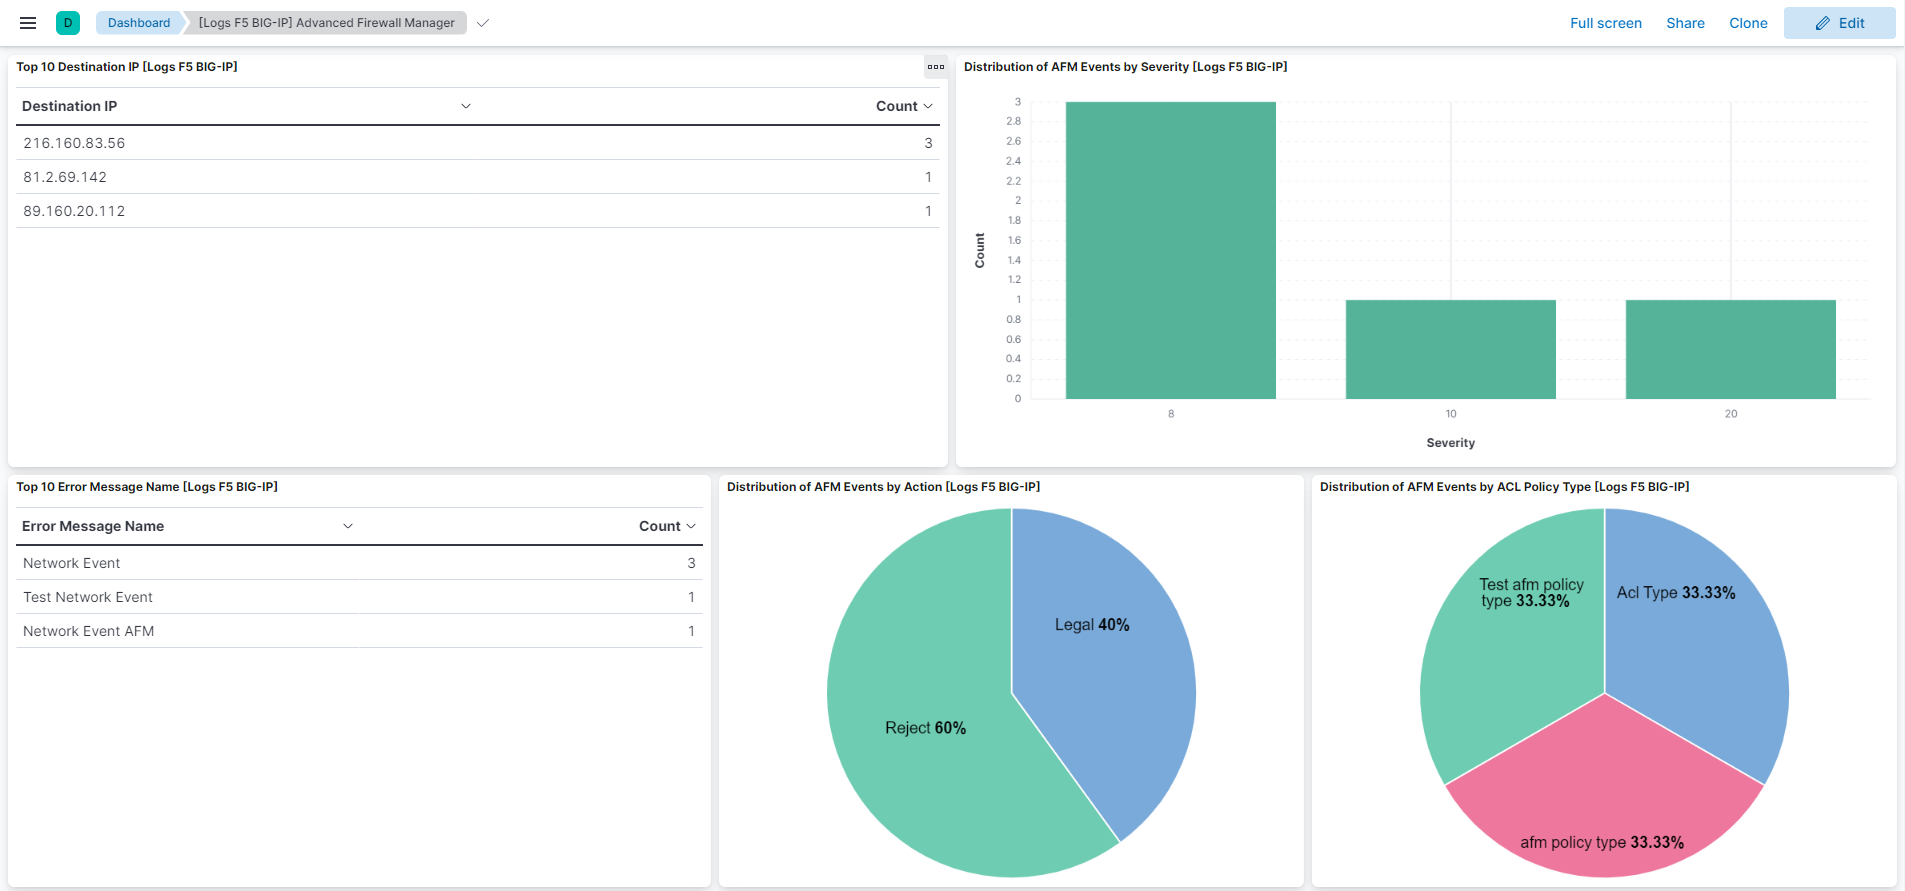 D
Dashboard
[Logs F5 BIG-IP] Advanced Firewall Manager
Full screen
Share
Clone
Edit
Top 10 Destination IP [Logs F5 BIG-IP]
Destination IP
Count
216.160.83.56
3
81.2.69.142
1
89.160.20.112
1
Distribution of AFM Events by Severity [Logs F5 BIG-IP]
3
2.8
2.6
2.4
2.2
2
1.8
1.6
1.4
1.2
1
0.8
0.6
0.4
0.2
0
Count
8
10
20
Severity
Top 10 Error Message Name [Logs F5 BIG-IP]
Error Message Name
Count
Network Event
3
Test Network Event
1
Network Event AFM
1
Distribution of AFM Events by Action [Logs F5 BIG-IP]
Legal 40%
Reject 60%
Distribution of AFM Events by ACL Policy Type [Logs F5 BIG-IP]
Test afm policy
type 33.33%
Acl Type 33.33%
afm policy type 33.33%